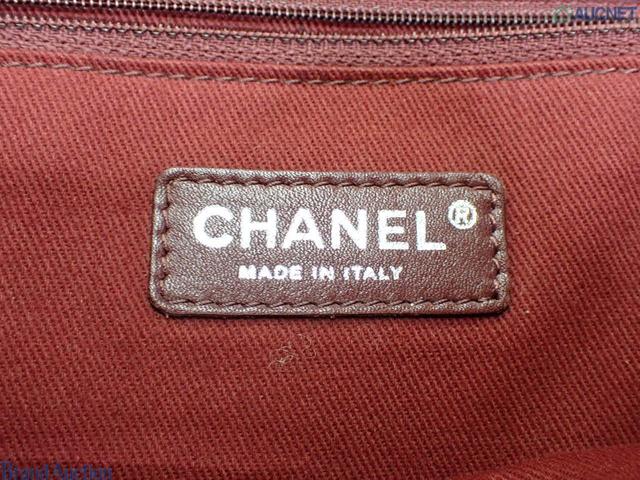 AUCNET
CHANEL®
MADE IN ITALY
Brand Auction